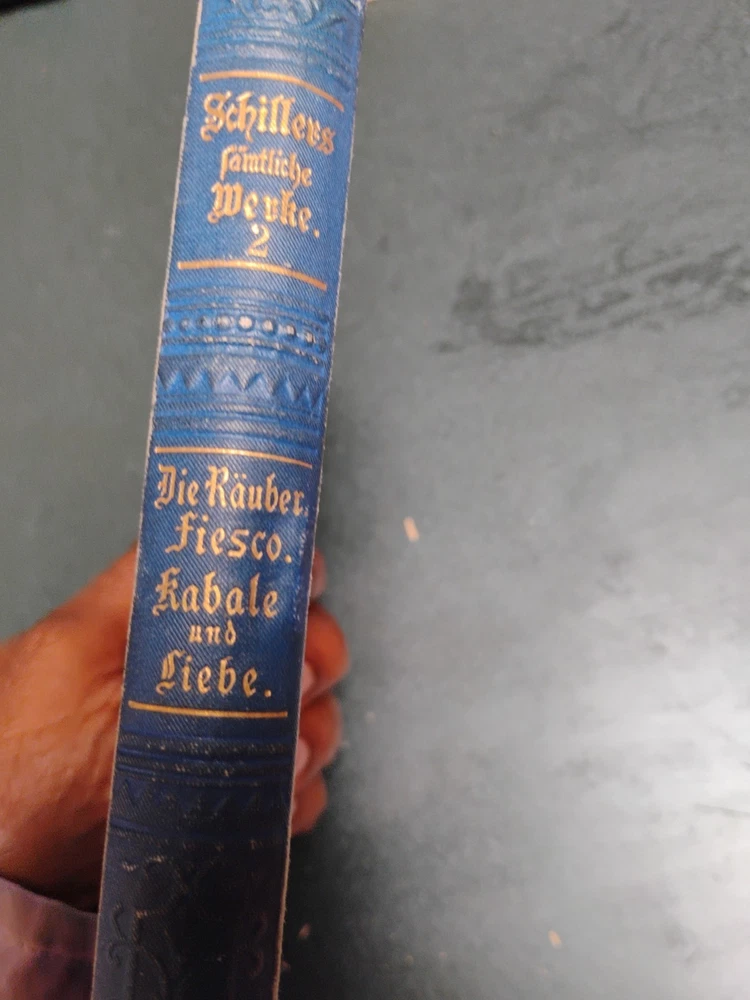 Schillers
sämtliche
Werke.
2
Die Räuber.
Fiesco.
Kabale
und
Liebe.